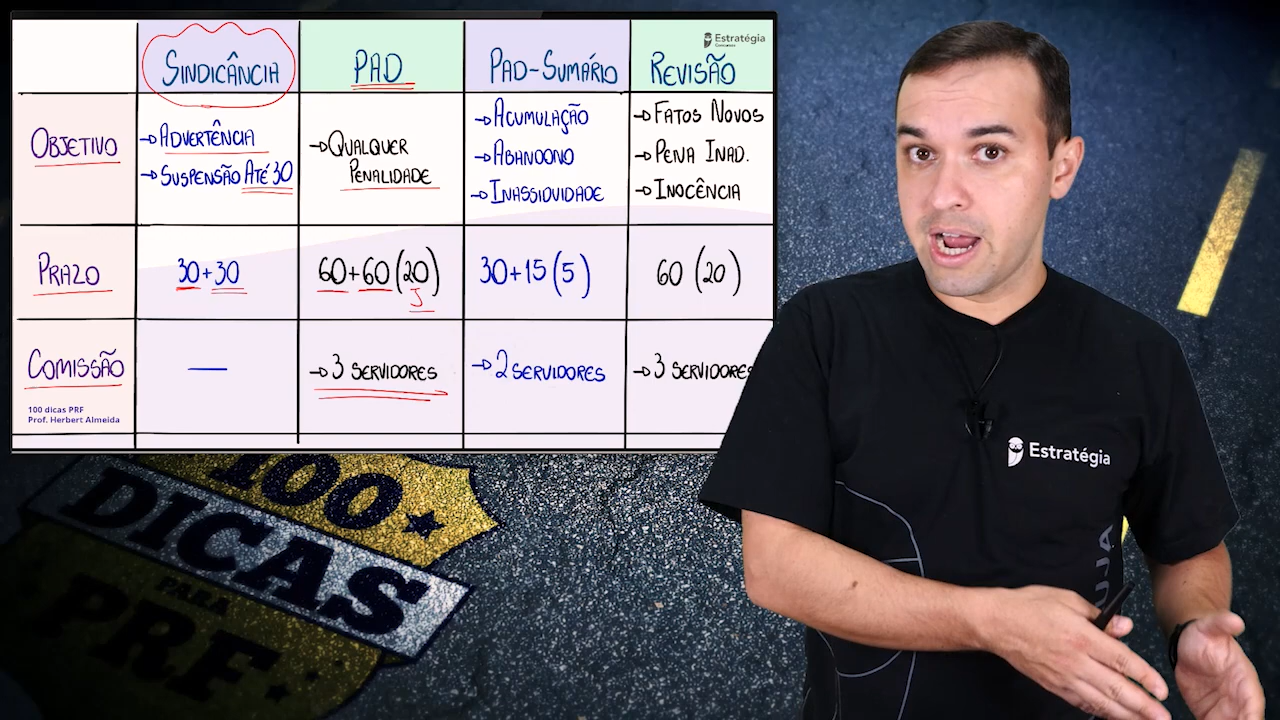 Estratégia
Concursos
SINDICÂNCIA
PAD
PAD-SUMÁRIO
REVISÃO
OBJETIVO
→ADVERTÊNCIA
→SUSPENSÃO ATÉ 30
→QUALQUER
PENALIDADE
→ACUMULAÇÃO
→ABANDONO
→INASSIDUIDADE
→FATOS NOVOS
→PENA INAD.
→INOCÊNCIA
PRAZO
30+30
60+60 (20)
30+15 (5)
60 (20)
COMISSÃO
—
→3 SERVIDORES
→2 SERVIDORES
→3 SERVIDORES
100 dicas PRF
Prof. Herbert Almeida
100
DICAS
PARA
PRF
Estratégia
UJA